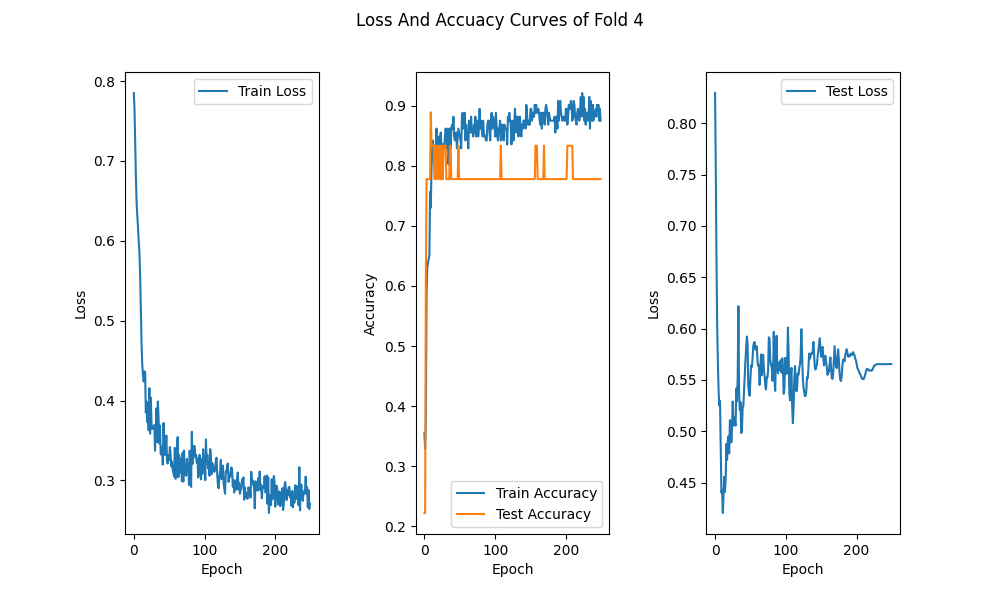 Loss And Accuacy Curves of Fold 4
Train Loss
0.8
0.7
0.6
0.5
0.4
0.3
Loss
0
100
200
Epoch
Train Accuracy
Test Accuracy
0.9
0.8
0.7
0.6
0.5
0.4
0.3
0.2
Accuracy
0
100
200
Epoch
Test Loss
0.80
0.75
0.70
0.65
0.60
0.55
0.50
0.45
Loss
0
100
200
Epoch